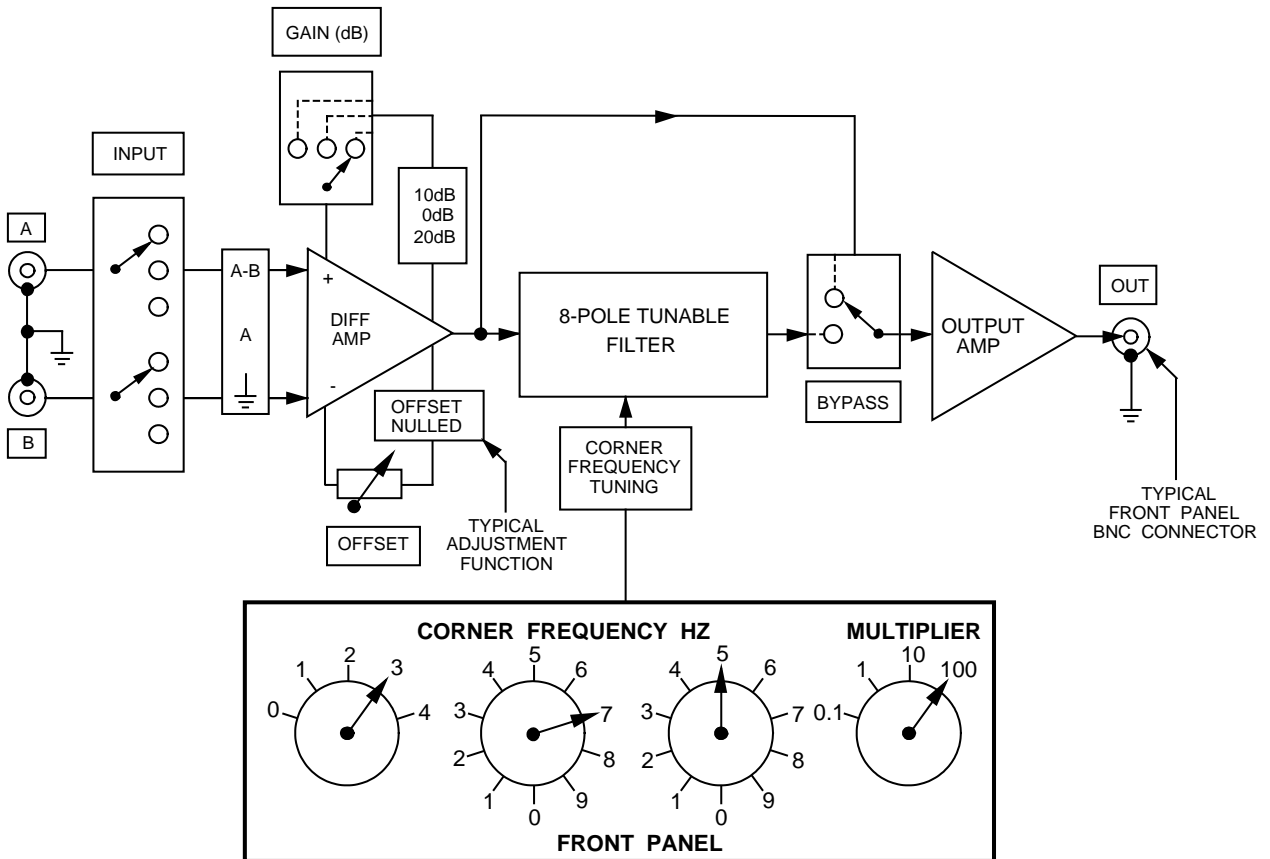 GAIN (dB)
INPUT
10dB
0dB
20dB
A
A-B
A
+
-
DIFF
AMP
8-POLE TUNABLE
FILTER
OUTPUT
AMP
OUT
B
OFFSET
NULLED
BYPASS
CORNER
FREQUENCY
TUNING
OFFSET
TYPICAL
ADJUSTMENT
FUNCTION
TYPICAL
FRONT PANEL
BNC CONNECTOR
CORNER FREQUENCY HZ
MULTIPLIER
0 1 2 3 4
0 1 2 3 4 5 6 7 8 9
0 1 2 3 4 5 6 7 8 9
0.1 1 10 100
FRONT PANEL